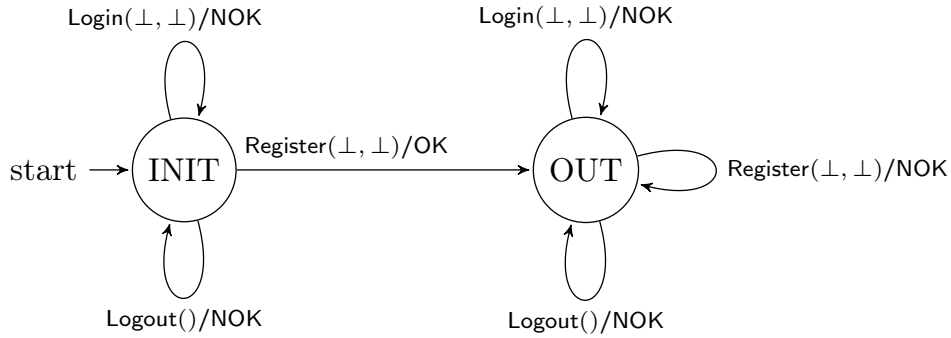 Login(⊥, ⊥)/NOK
Login(⊥, ⊥)/NOK
start
INIT
Register(⊥, ⊥)/OK
OUT
Register(⊥, ⊥)/NOK
Logout()/NOK
Logout()/NOK